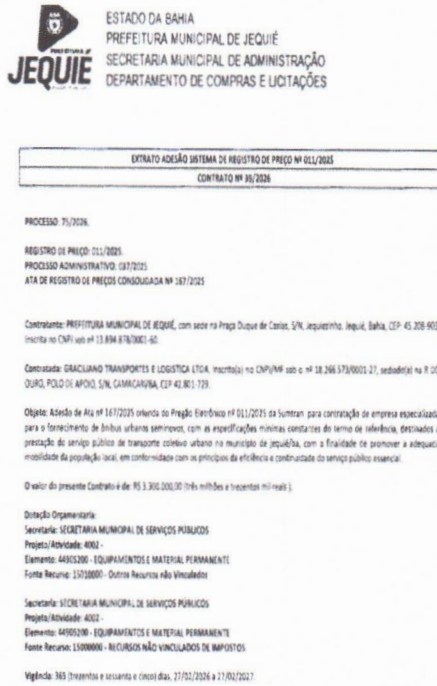 PREFEITURA DE
JEQUIÉ
ESTADO DA BAHIA
PREFEITURA MUNICIPAL DE JEQUIÉ
SECRETARIA MUNICIPAL DE ADMINISTRAÇÃO
DEPARTAMENTO DE COMPRAS E LICITAÇÕES
EXTRATO ADESÃO SISTEMA DE REGISTRO DE PREÇO Nº 011/2025
CONTRATO Nº 99/2026
PROCESSO: 75/2026.
REGISTRO DE PREÇO: 011/2025.
PROCESSO ADMINISTRATIVO: 037/2025
ATA DE REGISTRO DE PREÇOS CONSOLIDADA Nº 167/2025
Contratante: PREFEITURA MUNICIPAL DE JEQUIÉ, com sede na Praça Duque de Caxias, S/N, Jequiezinho, Jequié, Bahia, CEP: 45.208-903
inscrita no CNPJ sob nº 13.894.878/0001-60.
Contratada: GRACILIANO TRANSPORTES E LOGISTICA LTDA, inscrito(a) no CNPJ/MF sob o nº 18.266.573/0001-27, sediado(a) na R DO
OURO, POLO DE APOIO, S/N, CAMAÇARI/BA, CEP 42.801-729.
Objeto: Adesão de Ata nº 167/2025 oriunda do Pregão Eletrônico nº 011/2025 da Sumtran para contratação de empresa especializada
para o fornecimento de ônibus urbanos seminovos, com as especificações mínimas constantes do termo de referência, destinados
prestação do serviço público de transporte coletivo urbano no município de jequié/ba, com a finalidade de promover a adequada
mobilidade da população local, em conformidade com os princípios da eficiência e continuidade do serviço público essencial.
O valor do presente Contrato é de: R$ 3.300.000,00 (três milhões e trezentos mil reais ).
Dotação Orçamentaria:
Secretaria: SECRETARIA MUNICIPAL DE SERVIÇOS PÚBLICOS
Projeto/Atividade: 4002 -
Elemento: 44905200 - EQUIPAMENTOS E MATERIAL PERMANENTE
Fonte Recurso: 15010000 - Outros Recursos não Vinculados
Secretaria: SECRETARIA MUNICIPAL DE SERVIÇOS PÚBLICOS
Projeto/Atividade: 4002 -
Elemento: 44905200 - EQUIPAMENTOS E MATERIAL PERMANENTE
Fonte Recurso: 15000000 - RECURSOS NÃO VINCULADOS DE IMPOSTOS
Vigência: 365 (trezentos e sessenta e cinco) dias, 27/02/2026 a 27/02/2027.